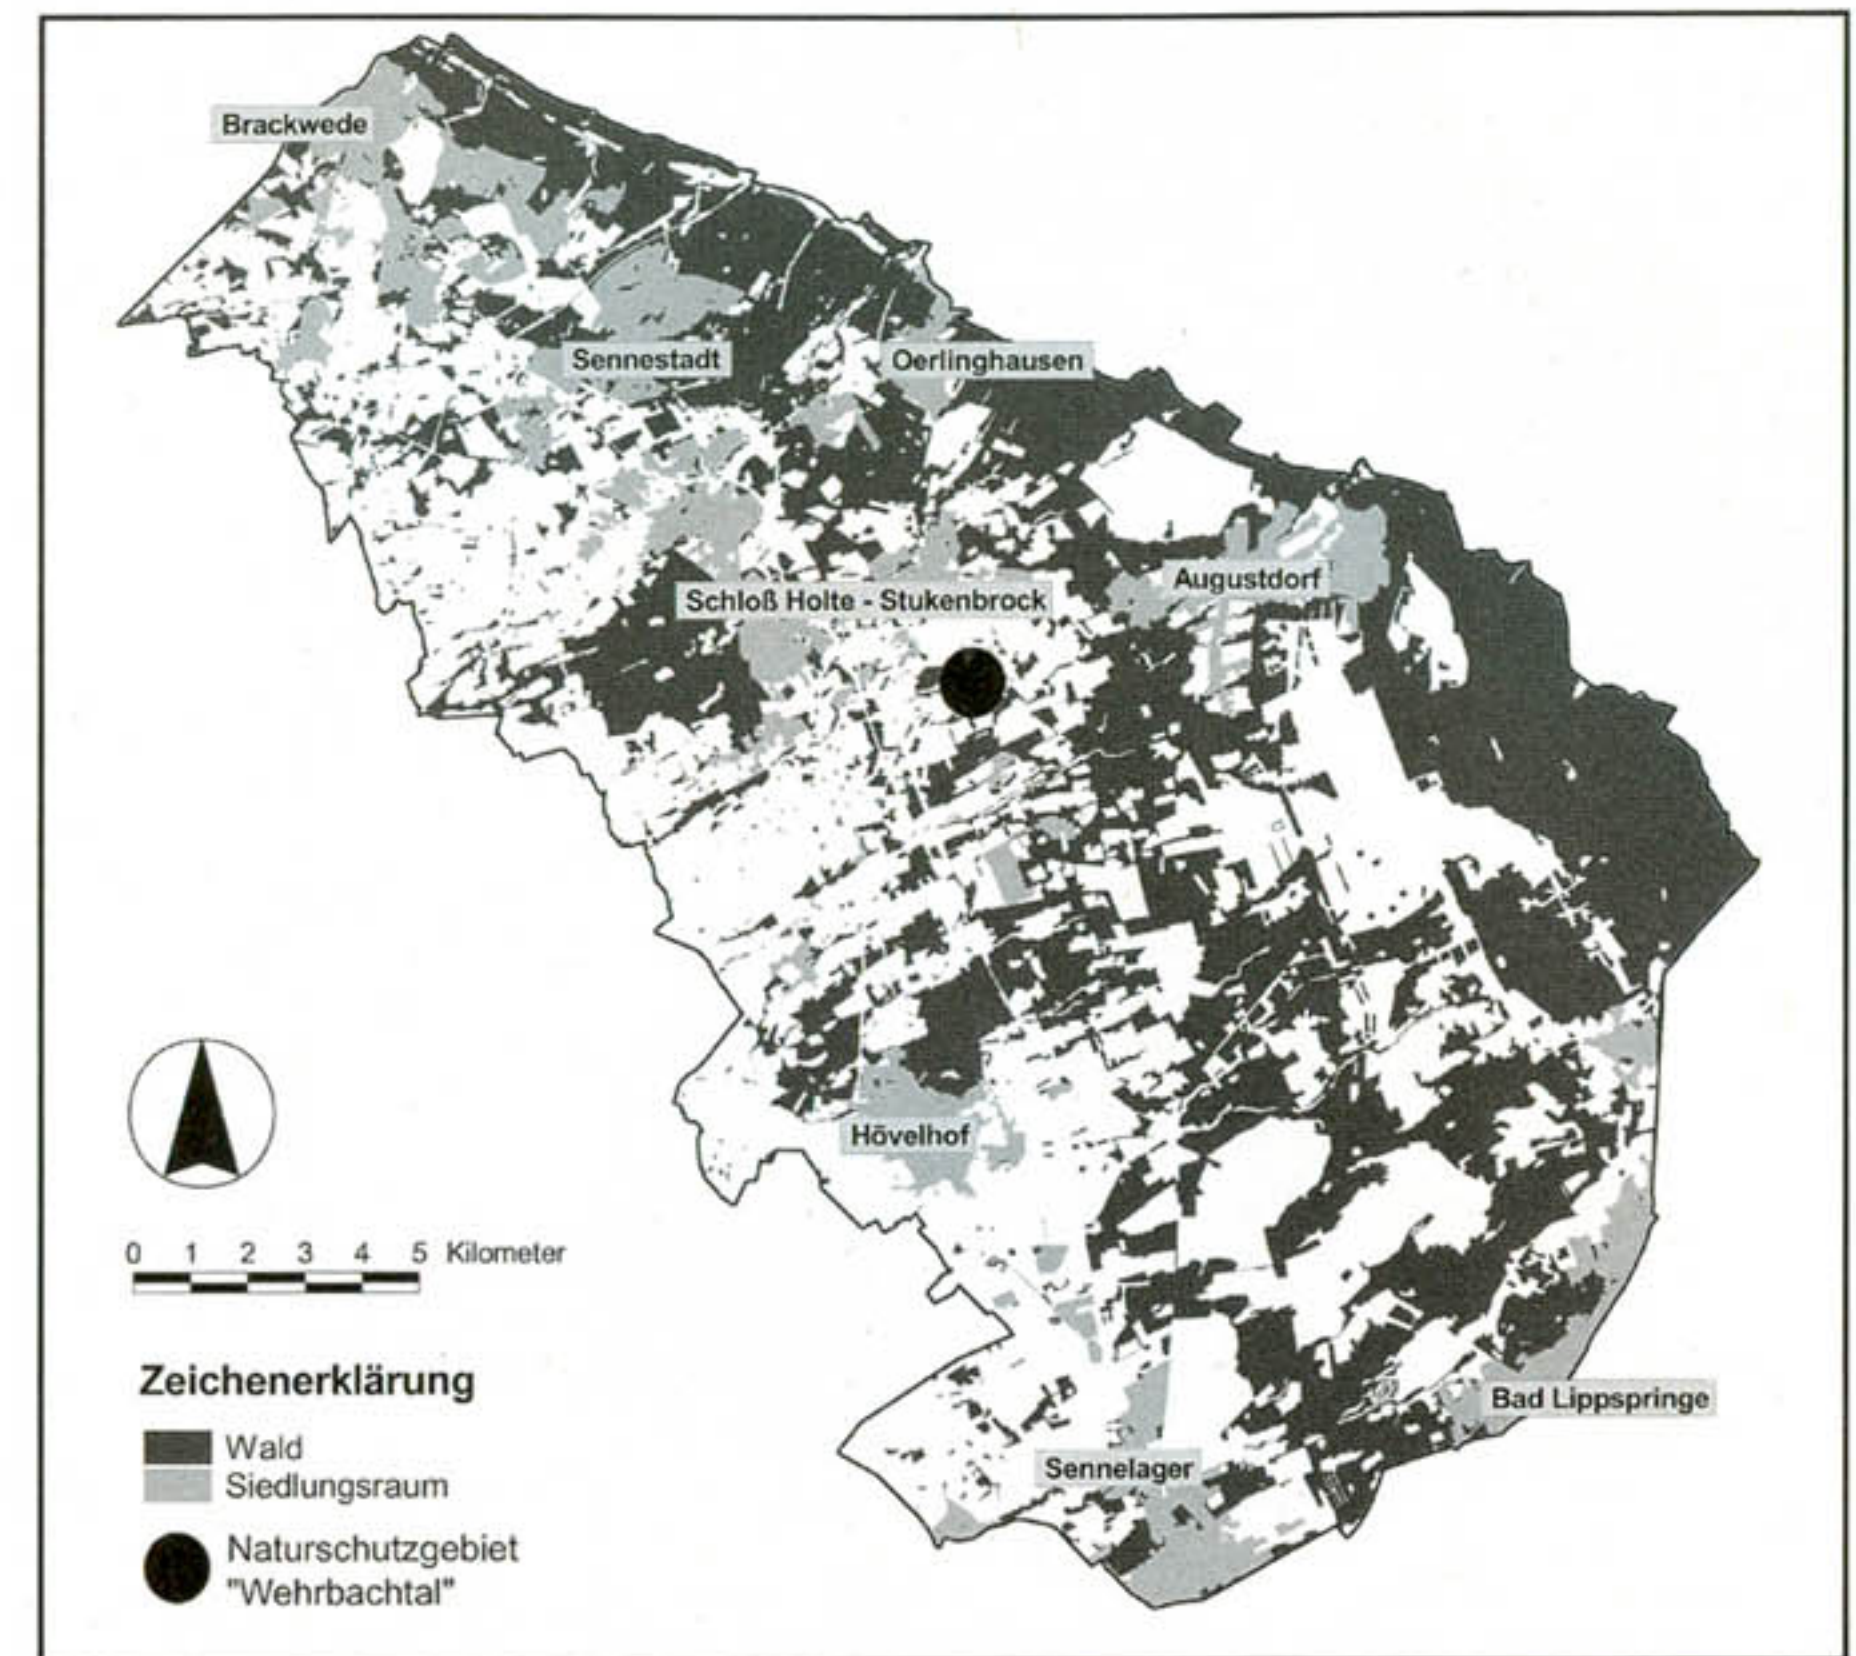 Brackwede
Sennestadt
Oerlinghausen
Augustdorf
Schloß Holte - Stukenbrock
Hövelhof
0 1 2 3 4 5 Kilometer
Zeichenerklärung
Wald
Siedlungsraum
Naturschutzgebiet
"Wehrbachtal"
Bad Lippspringe
Sennelager